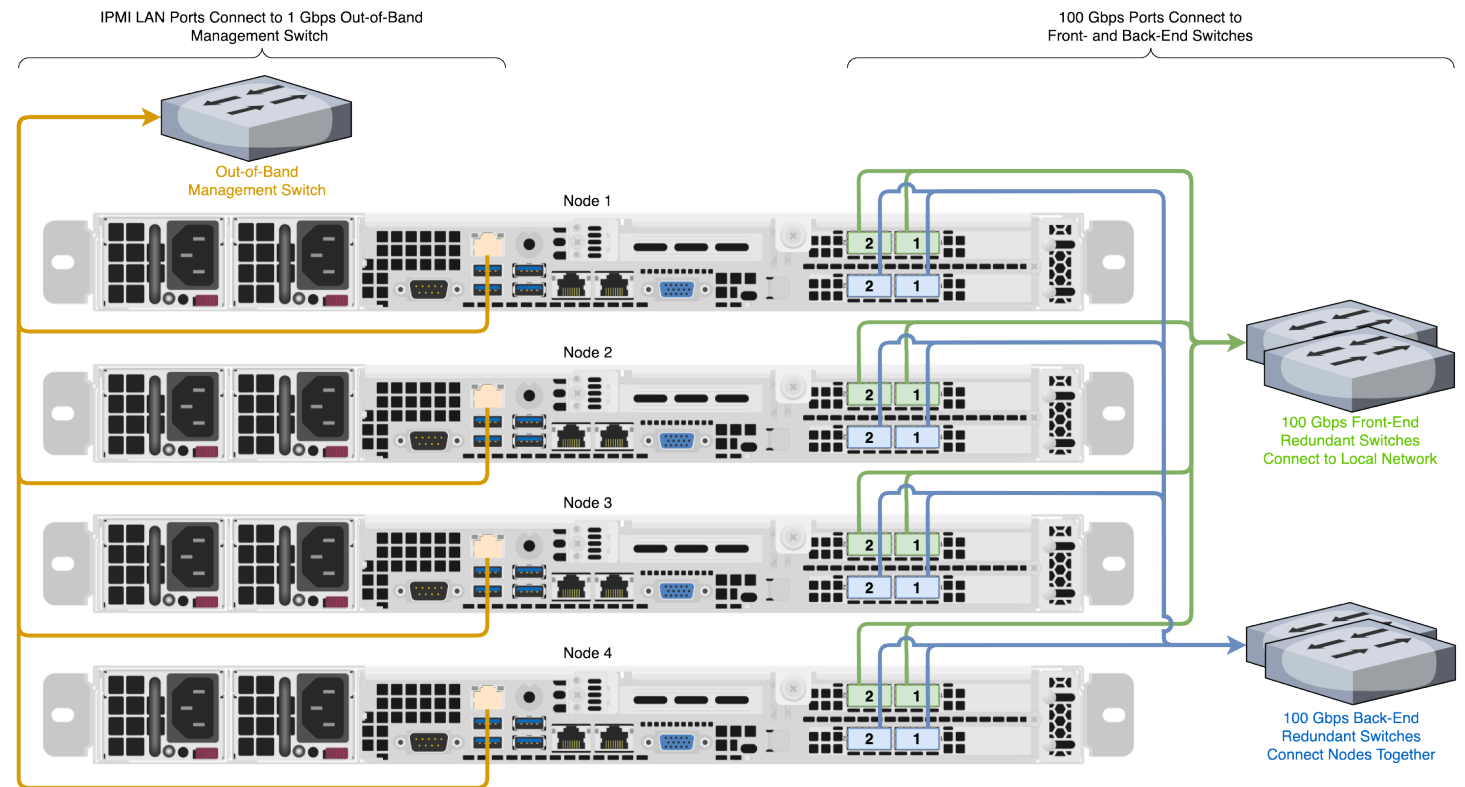 IPMI LAN Ports Connect to 1 Gbps Out-of-Band
Management Switch
100 Gbps Ports Connect to
Front- and Back-End Switches
Out-of-Band
Management Switch
Node 1
2 1
2 1
Node 2
2 1
2 1
100 Gbps Front-End
Redundant Switches
Connect to Local Network
Node 3
2 1
2 1
Node 4
2 1
2 1
100 Gbps Back-End
Redundant Switches
Connect Nodes Together